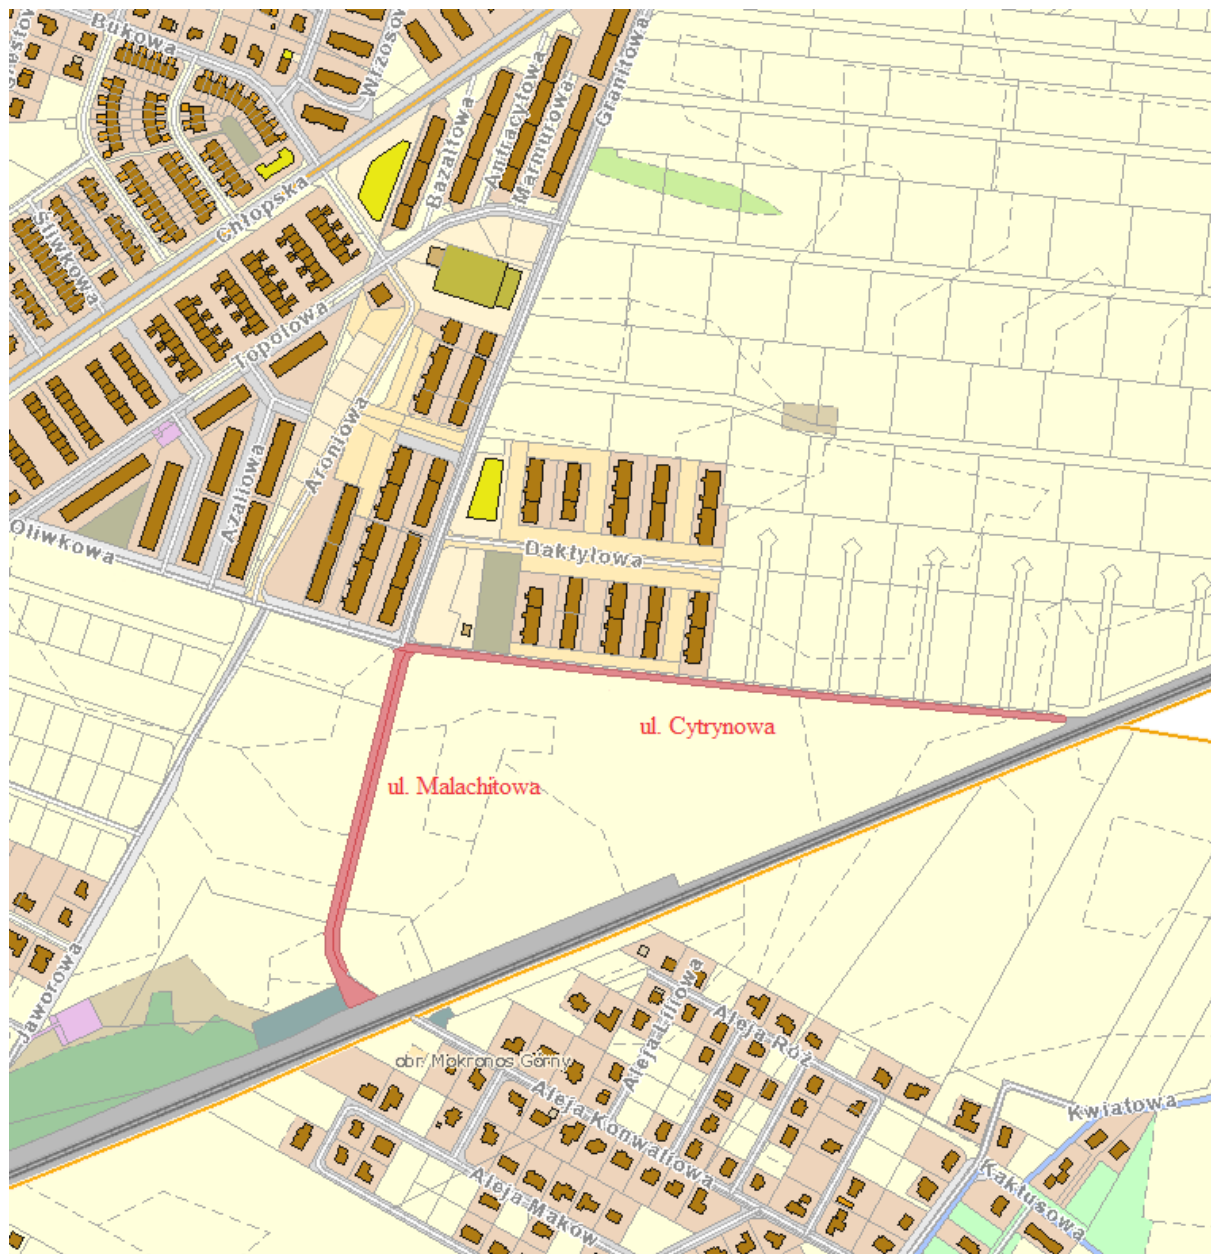 Bukowa
Wrzosow
Granitowa
Antracytowa
Marmurowa
Bazaltowa
Chłopska
Śliwkowa
Topolowa
Aroniowa
Azaliowa
Oliwkowa
Daktylowa
ul. Cytrynowa
ul. Malachitowa
Jaworowa
Aleja Liliowa
Aleja Róż
obr. Mokronos Górny
Aleja Konwaliowa
Kwiatowa
Kaktusowa
Aleja Maków